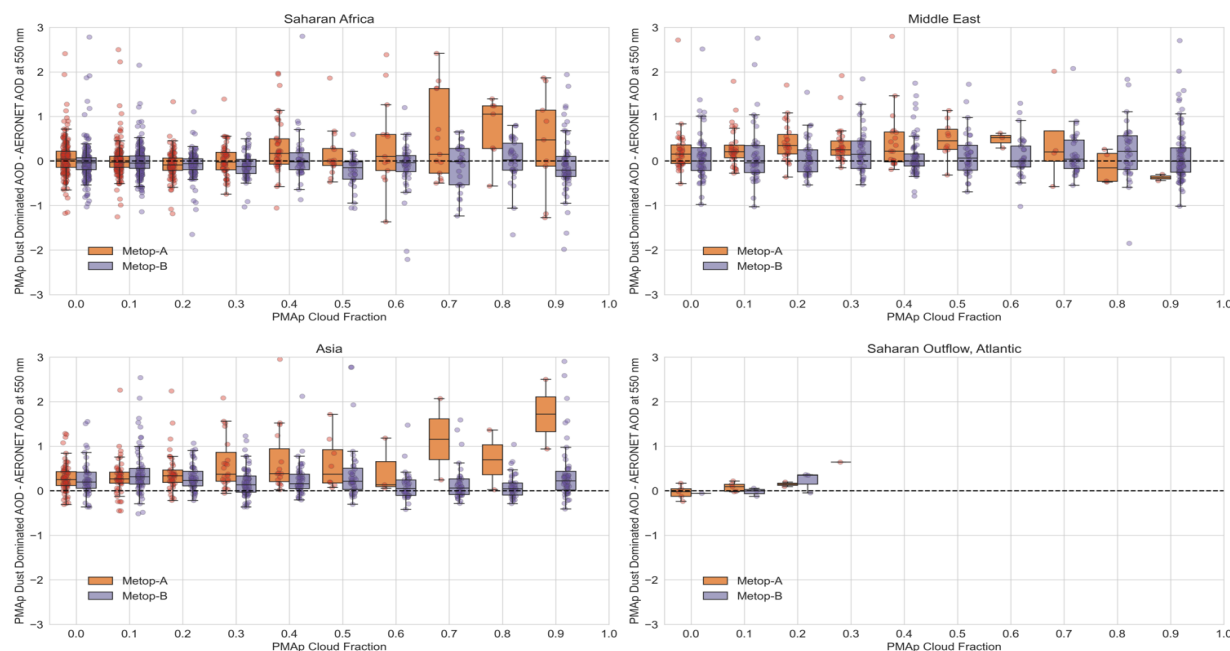 Saharan Africa
PMAp Dust Dominated AOD - AERONET AOD at 550 nm
3
2
1
0
−1
−2
−3
Metop-A
Metop-B
0.0 0.1 0.2 0.3 0.4 0.5 0.6 0.7 0.8 0.9 1.0
PMAp Cloud Fraction
Middle East
PMAp Dust Dominated AOD - AERONET AOD at 550 nm
3
2
1
0
−1
−2
−3
Metop-A
Metop-B
0.0 0.1 0.2 0.3 0.4 0.5 0.6 0.7 0.8 0.9 1.0
PMAp Cloud Fraction
Asia
PMAp Dust Dominated AOD - AERONET AOD at 550 nm
3
2
1
0
−1
−2
−3
Metop-A
Metop-B
0.0 0.1 0.2 0.3 0.4 0.5 0.6 0.7 0.8 0.9 1.0
PMAp Cloud Fraction
Saharan Outflow, Atlantic
PMAp Dust Dominated AOD - AERONET AOD at 550 nm
3
2
1
0
−1
−2
−3
Metop-A
Metop-B
0.0 0.1 0.2 0.3 0.4 0.5 0.6 0.7 0.8 0.9 1.0
PMAp Cloud Fraction